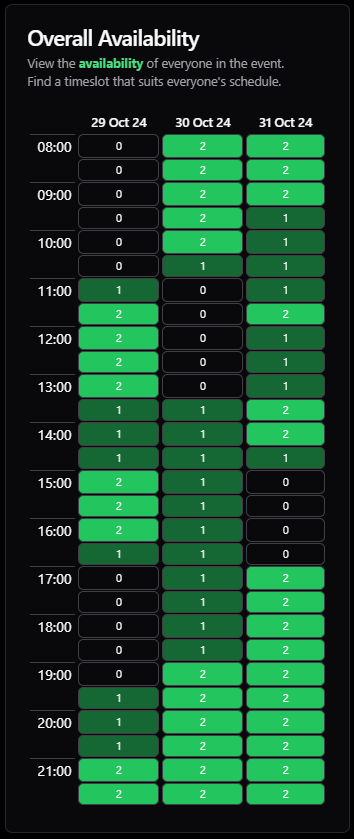 Overall Availability
View the availability of everyone in the event.
Find a timeslot that suits everyone's schedule.
29 Oct 24 30 Oct 24 31 Oct 24
08:00 0 2 2
0 2 2
09:00 0 2 2
0 2 1
10:00 0 2 1
0 1 1
11:00 1 0 1
2 0 2
12:00 2 0 1
2 0 1
13:00 2 0 1
1 1 2
14:00 1 1 2
1 1 1
15:00 2 1 0
2 1 0
16:00 2 1 0
1 1 0
17:00 0 1 2
0 1 2
18:00 0 1 2
0 1 2
19:00 0 2 2
1 2 2
20:00 1 2 2
1 2 2
21:00 2 2 2
2 2 2